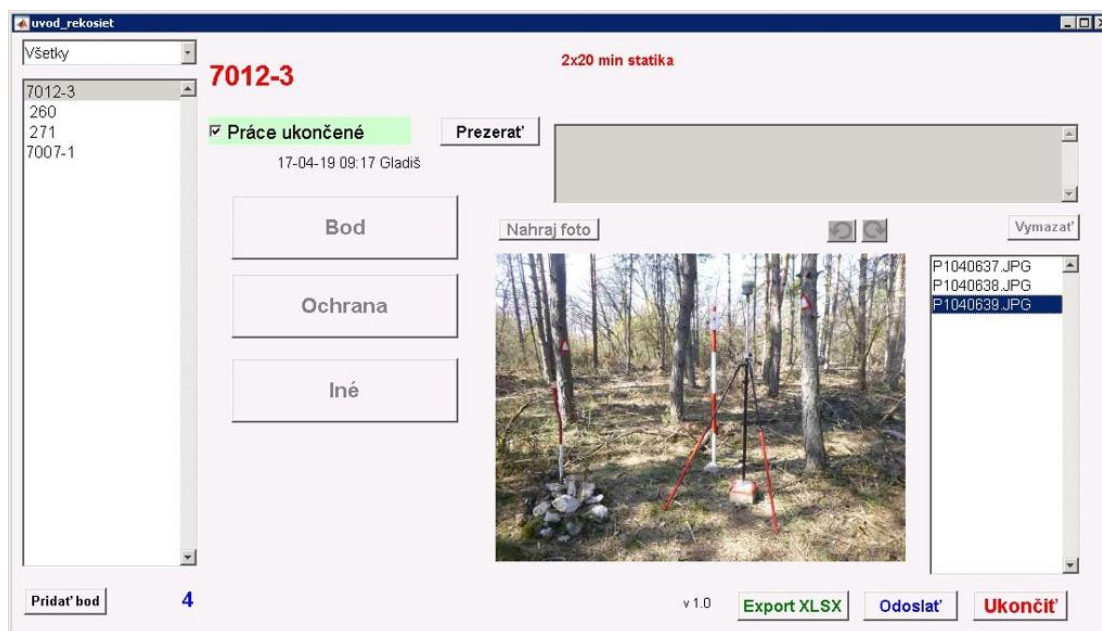 uvod_rekosiet
Všetky
7012-3
260
271
7007-1
Pridať bod
4
7012-3
2x20 min statika
Práce ukončené
Prezerať
17-04-19 09:17 Gladiš
Bod
Ochrana
Iné
Nahraj foto
Vymazať
P1040637.JPG
P1040638.JPG
P1040639.JPG
v 1.0
Export XLSX
Odoslať
Ukončiť